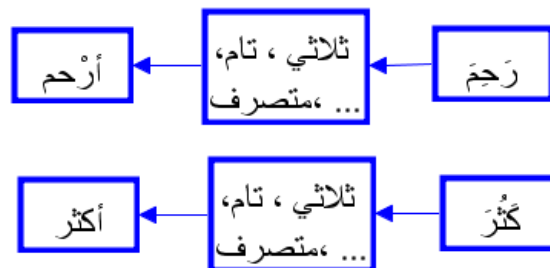 رَحِمَ
ثلاثي ، تام،
متصرف، ...
أرْحم
كَثُرَ
ثلاثي ، تام،
متصرف، ...
أكثر